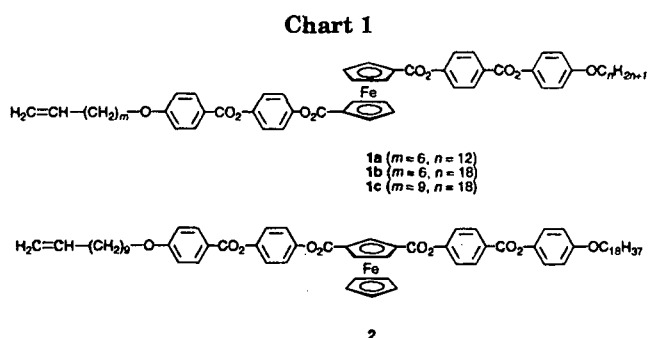 Chart 1
CO₂ CO₂ OCₙH₂ₙ₊₁
Fe
H₂C=CH (CH₂)ₘ O CO₂ O₂C
1a (m = 6, n = 12)
1b (m = 6, n = 18)
1c (m = 9, n = 18)
H₂C=CH (CH₂)₉ O CO₂ O₂C CO₂ CO₂ OC₁₈H₃₇
Fe
2